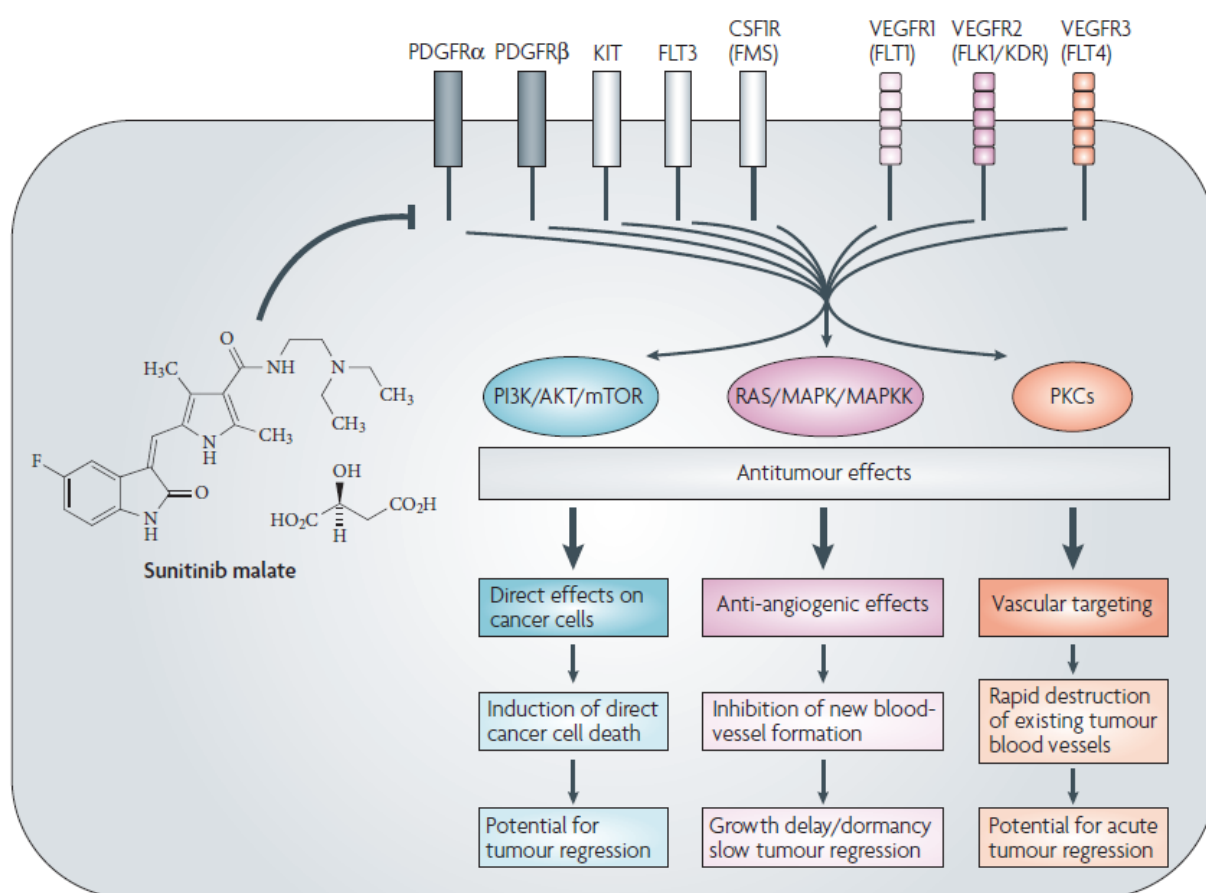 PDGFRα
PDGFRβ
KIT
FLT3
CSF1R
(FMS)
VEGFR1
(FLT1)
VEGFR2
(FLK1/KDR)
VEGFR3
(FLT4)
O
NH
H₃C
N
CH₃
CH₃
N
H
CH₃
F
O
N
H
OH
HO₂C
CO₂H
H
Sunitinib malate
PI3K/AKT/mTOR
RAS/MAPK/MAPKK
PKCs
Antitumour effects
Direct effects on
cancer cells
Anti-angiogenic effects
Vascular targeting
Induction of direct
cancer cell death
Inhibition of new blood-
vessel formation
Rapid destruction
of existing tumour
blood vessels
Potential for
tumour regression
Growth delay/dormancy
slow tumour regression
Potential for acute
tumour regression